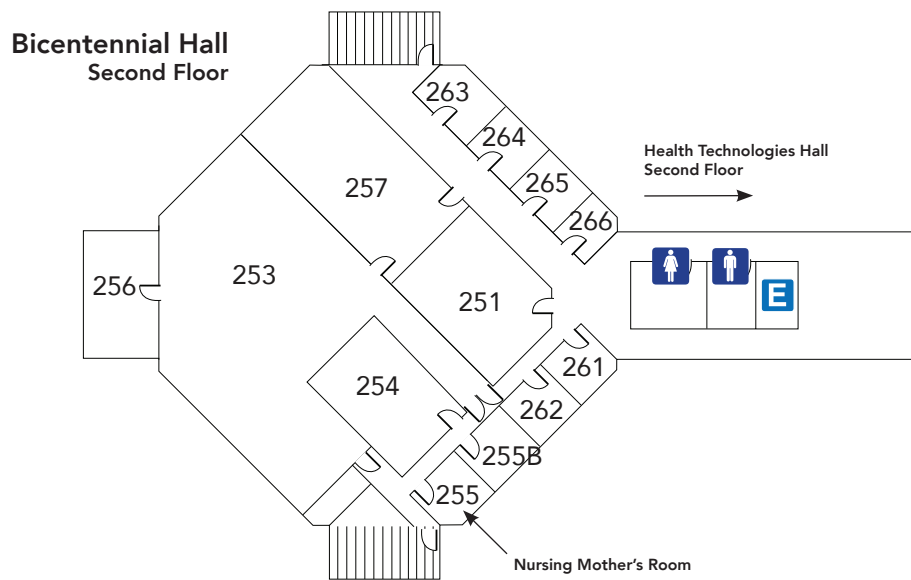 Bicentennial Hall
Second Floor
263
264
Health Technologies Hall
Second Floor
265
257
266
256
253
E
251
261
254
262
255B
255
Nursing Mother's Room